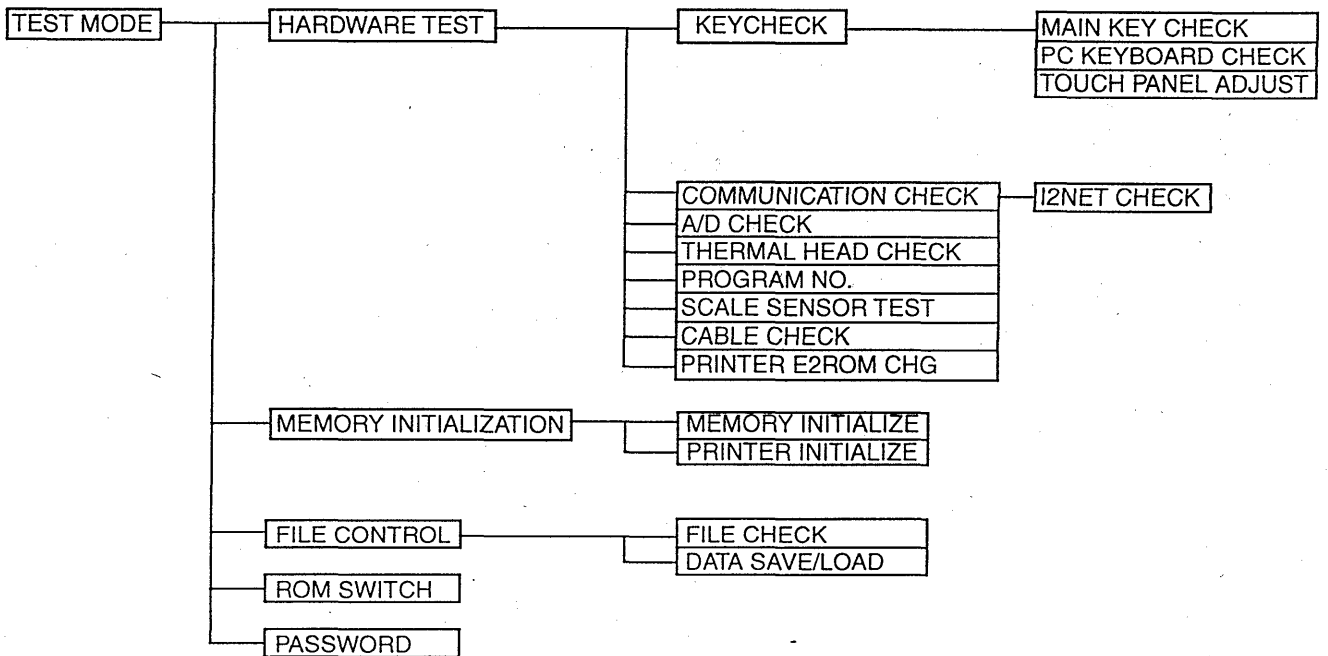 TEST MODE
HARDWARE TEST
KEYCHECK
MAIN KEY CHECK
PC KEYBOARD CHECK
TOUCH PANEL ADJUST
COMMUNICATION CHECK
I2NET CHECK
A/D CHECK
THERMAL HEAD CHECK
PROGRAM NO.
SCALE SENSOR TEST
CABLE CHECK
PRINTER E2ROM CHG
MEMORY INITIALIZATION
MEMORY INITIALIZE
PRINTER INITIALIZE
FILE CONTROL
FILE CHECK
DATA SAVE/LOAD
ROM SWITCH
PASSWORD